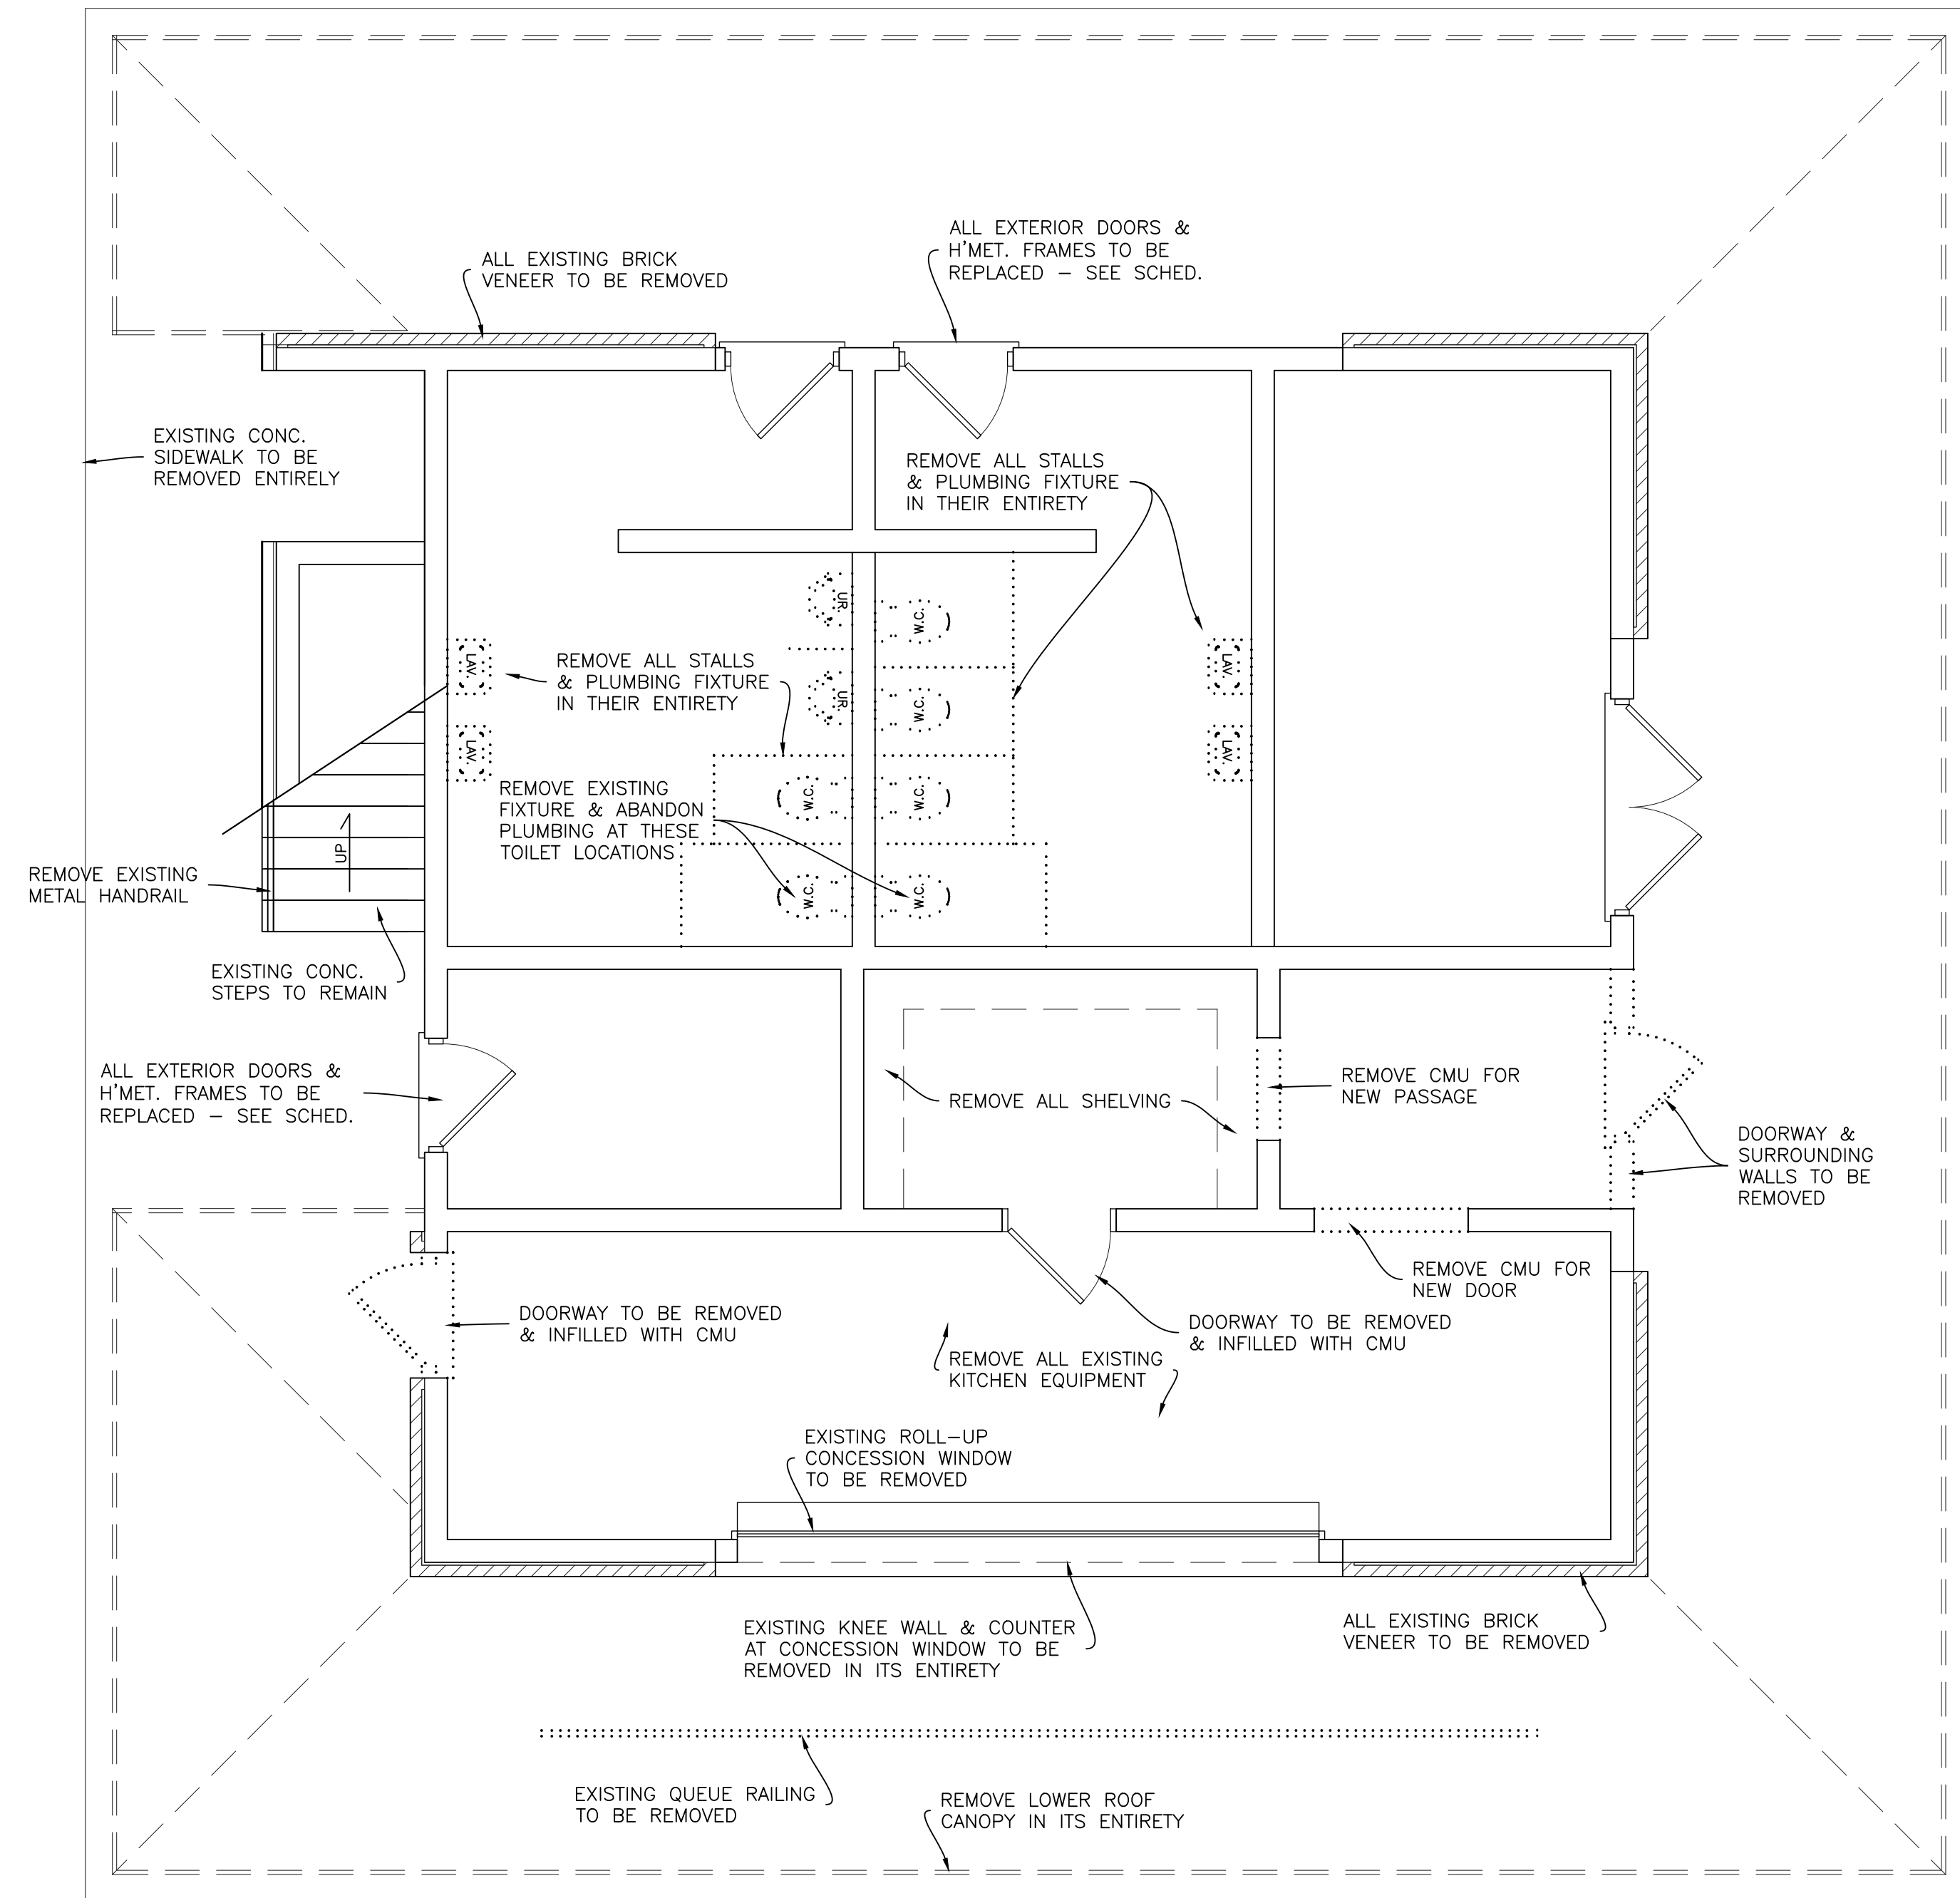 ALL EXTERIOR DOORS &
H'MET. FRAMES TO BE
REPLACED – SEE SCHED.
ALL EXISTING BRICK
VENEER TO BE REMOVED
EXISTING CONC.
SIDEWALK TO BE
REMOVED ENTIRELY
REMOVE ALL STALLS
& PLUMBING FIXTURE
IN THEIR ENTIRETY
UR.
W.C.
LAV.
REMOVE ALL STALLS
& PLUMBING FIXTURE
IN THEIR ENTIRETY
LAV.
UR.
W.C.
LAV.
LAV.
REMOVE EXISTING
FIXTURE & ABANDON
PLUMBING AT THESE
TOILET LOCATIONS
W.C.
W.C.
UP
REMOVE EXISTING
METAL HANDRAIL
W.C.
W.C.
EXISTING CONC.
STEPS TO REMAIN
ALL EXTERIOR DOORS &
H'MET. FRAMES TO BE
REPLACED – SEE SCHED.
REMOVE ALL SHELVING
REMOVE CMU FOR
NEW PASSAGE
DOORWAY &
SURROUNDING
WALLS TO BE
REMOVED
REMOVE CMU FOR
NEW DOOR
DOORWAY TO BE REMOVED
& INFILLED WITH CMU
DOORWAY TO BE REMOVED
& INFILLED WITH CMU
REMOVE ALL EXISTING
KITCHEN EQUIPMENT
EXISTING ROLL–UP
CONCESSION WINDOW
TO BE REMOVED
EXISTING KNEE WALL & COUNTER
AT CONCESSION WINDOW TO BE
REMOVED IN ITS ENTIRETY
ALL EXISTING BRICK
VENEER TO BE REMOVED
EXISTING QUEUE RAILING
TO BE REMOVED
REMOVE LOWER ROOF
CANOPY IN ITS ENTIRETY